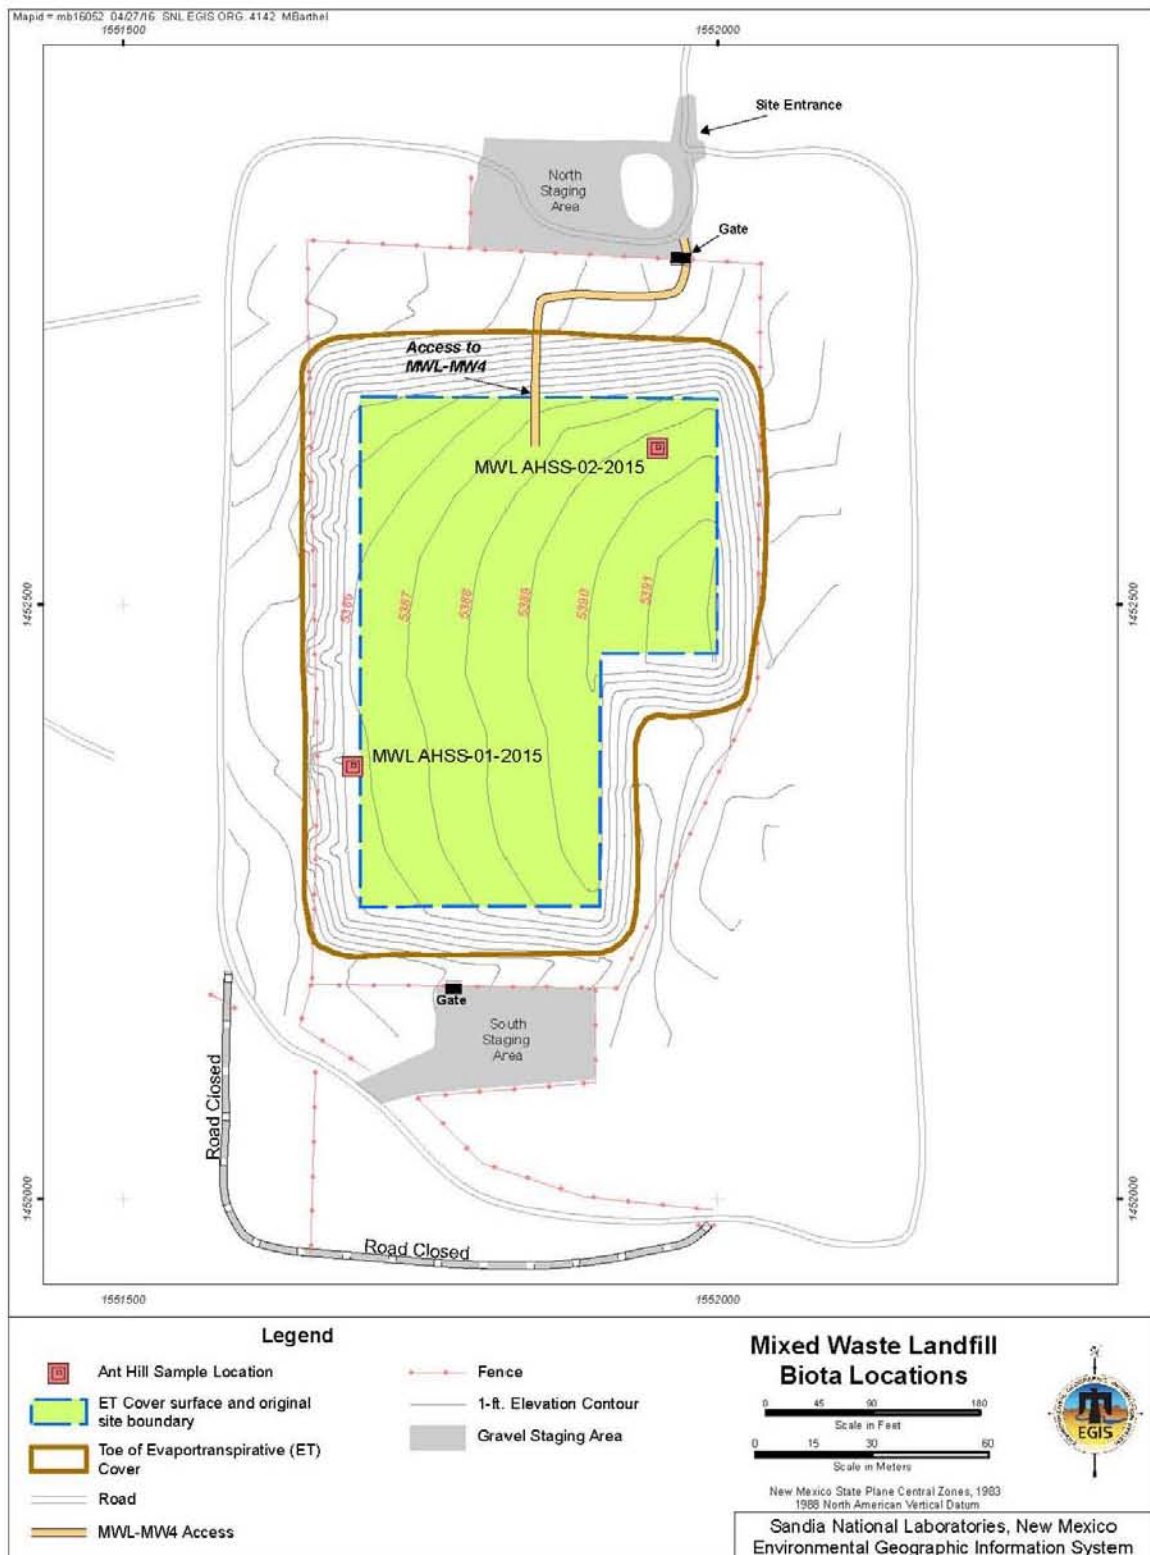 Mapid = mb16052 04/27/16 SNL EGIS ORG. 4142 MBarthel
1551500
1552000
Site Entrance
North
Staging
Area
Gate
Access to
MWL-MW4
MWL AHSS-02-2015
1452500
1452500
5386
5387
5388
5389
5390
5391
MWL AHSS-01-2015
Gate
South
Staging
Area
Road Closed
1452000
1452000
Road Closed
1551500
1552000
Legend
Ant Hill Sample Location
ET Cover surface and original
site boundary
Toe of Evaportranspirative (ET)
Cover
Road
MWL-MW4 Access
Fence
1-ft. Elevation Contour
Gravel Staging Area
Mixed Waste Landfill
Biota Locations
0 45 90 180
Scale in Feet
0 15 30 60
Scale in Meters
New Mexico State Plane Central Zones, 1983
1988 North American Vertical Datum
EGIS
Sandia National Laboratories, New Mexico
Environmental Geographic Information System